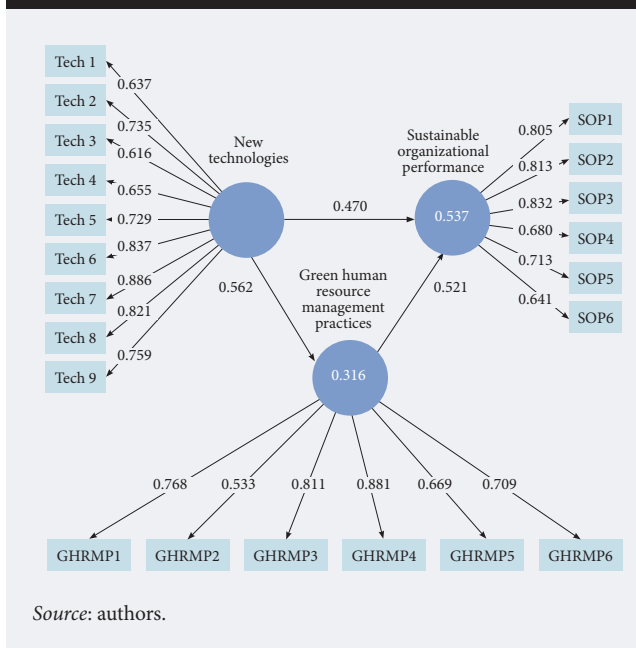 Tech 1
0.637
Tech 2
0.735
Tech 3
0.616
Tech 4
0.655
Tech 5
0.729
Tech 6
0.837
Tech 7
0.886
Tech 8
0.821
Tech 9
0.759
New
technologies
0.470
0.562
Sustainable
organizational
performance
0.537
0.521
Green human
resource
management
practices
0.316
0.805
SOP1
0.813
SOP2
0.832
SOP3
0.680
SOP4
0.713
SOP5
0.641
SOP6
0.768
0.533
0.811
0.881
0.669
0.709
GHRMP1
GHRMP2
GHRMP3
GHRMP4
GHRMP5
GHRMP6
Source: authors.